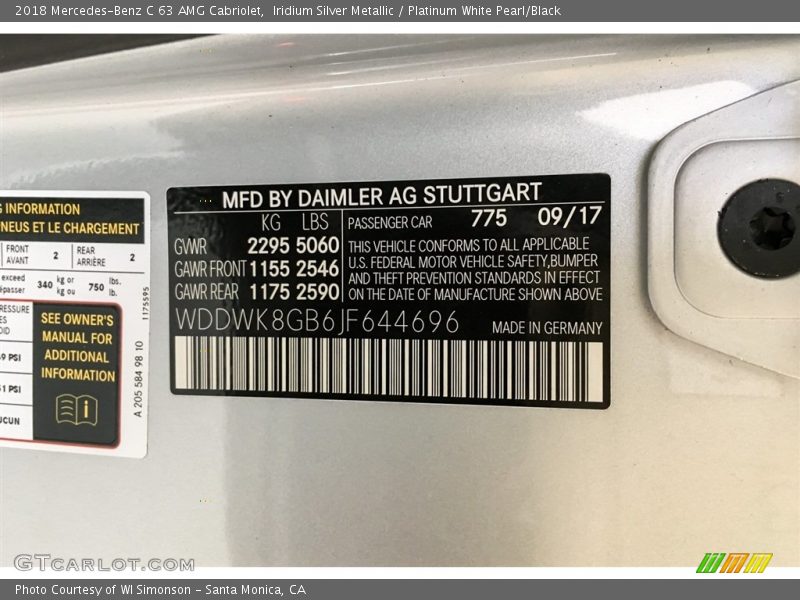 2018 Mercedes-Benz C 63 AMG Cabriolet,  Iridium Silver Metallic / Platinum White Pearl/Black
INFORMATION
PNEUS ET LE CHARGEMENT
FRONT AVANT 2 REAR ARRIÈRE 2
exceed 340 kg or 750 lbs.
kg ou lb.
9 PSI
1 PSI
SEE OWNER'S
MANUAL FOR
ADDITIONAL
INFORMATION
1175595
A 205 584 98 10
MFD BY DAIMLER AG STUTTGART
KG LBS PASSENGER CAR 775 09/17
GVWR 2295 5060
GAWR FRONT 1155 2546
GAWR REAR 1175 2590
THIS VEHICLE CONFORMS TO ALL APPLICABLE
U.S. FEDERAL MOTOR VEHICLE SAFETY,BUMPER
AND THEFT PREVENTION STANDARDS IN EFFECT
ON THE DATE OF MANUFACTURE SHOWN ABOVE
WDDWK8GB6JF644696 MADE IN GERMANY
GTCARLOT.COM
Photo Courtesy of WI Simonson - Santa Monica, CA